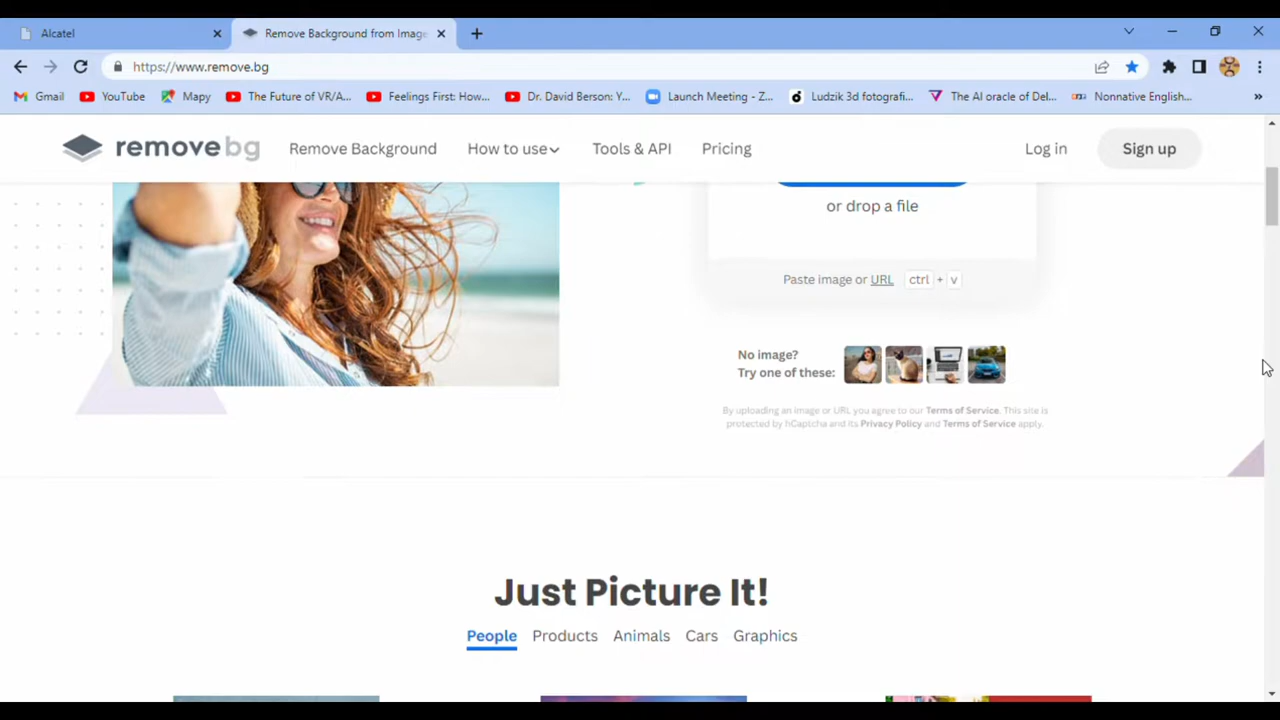 Alcatel
Remove Background from Image
https://www.remove.bg
Gmail YouTube Mapy The Future of VR/A... Feelings First: How... Dr. David Berson: Y... Launch Meeting - Z... Ludzik 3d fotografi... The AI oracle of Del... Nonnative English... »
removebg Remove Background How to use Tools & API Pricing Log in Sign up
or drop a file
Paste image or URL ctrl + v
No image?
Try one of these:
By uploading an image or URL you agree to our Terms of Service. This site is
protected by hCaptcha and its Privacy Policy and Terms of Service apply.
Just Picture It!
People Products Animals Cars Graphics